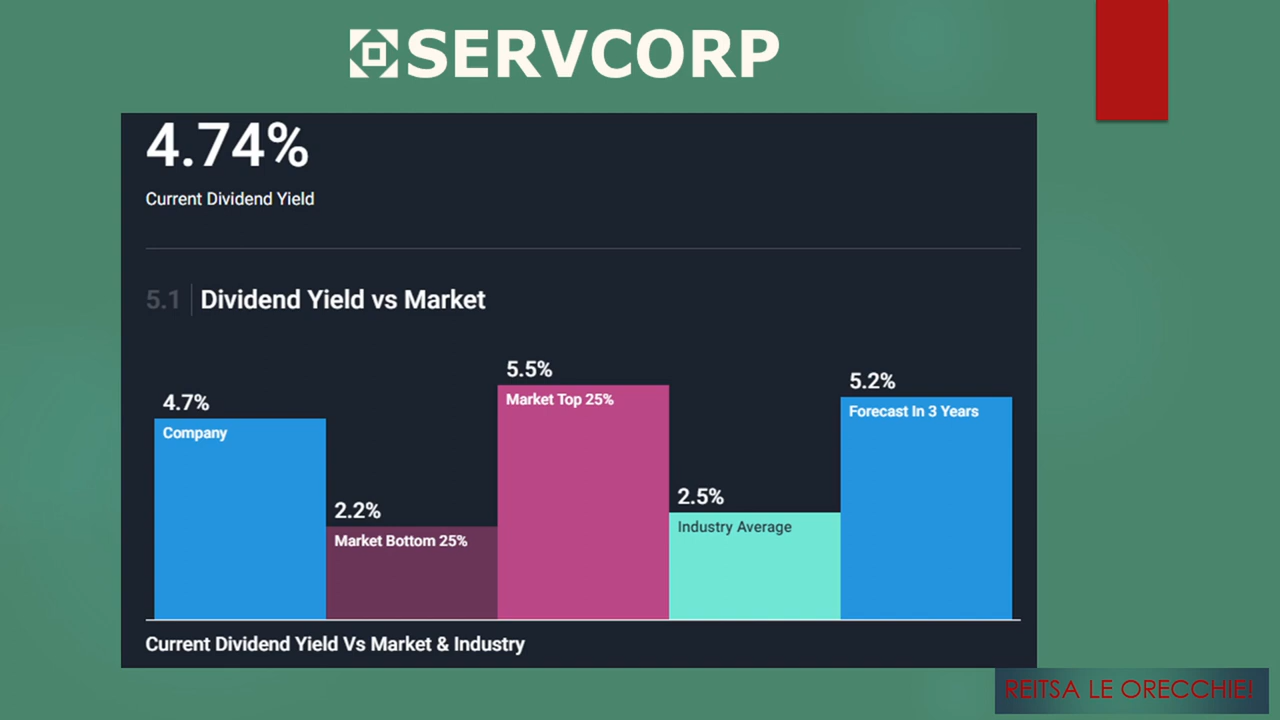 SERVCORP
4.74%
Current Dividend Yield
5.1 Dividend Yield vs Market
4.7%
Company
2.2%
Market Bottom 25%
5.5%
Market Top 25%
2.5%
Industry Average
5.2%
Forecast In 3 Years
Current Dividend Yield Vs Market & Industry
REITSA LE ORECCHIE!